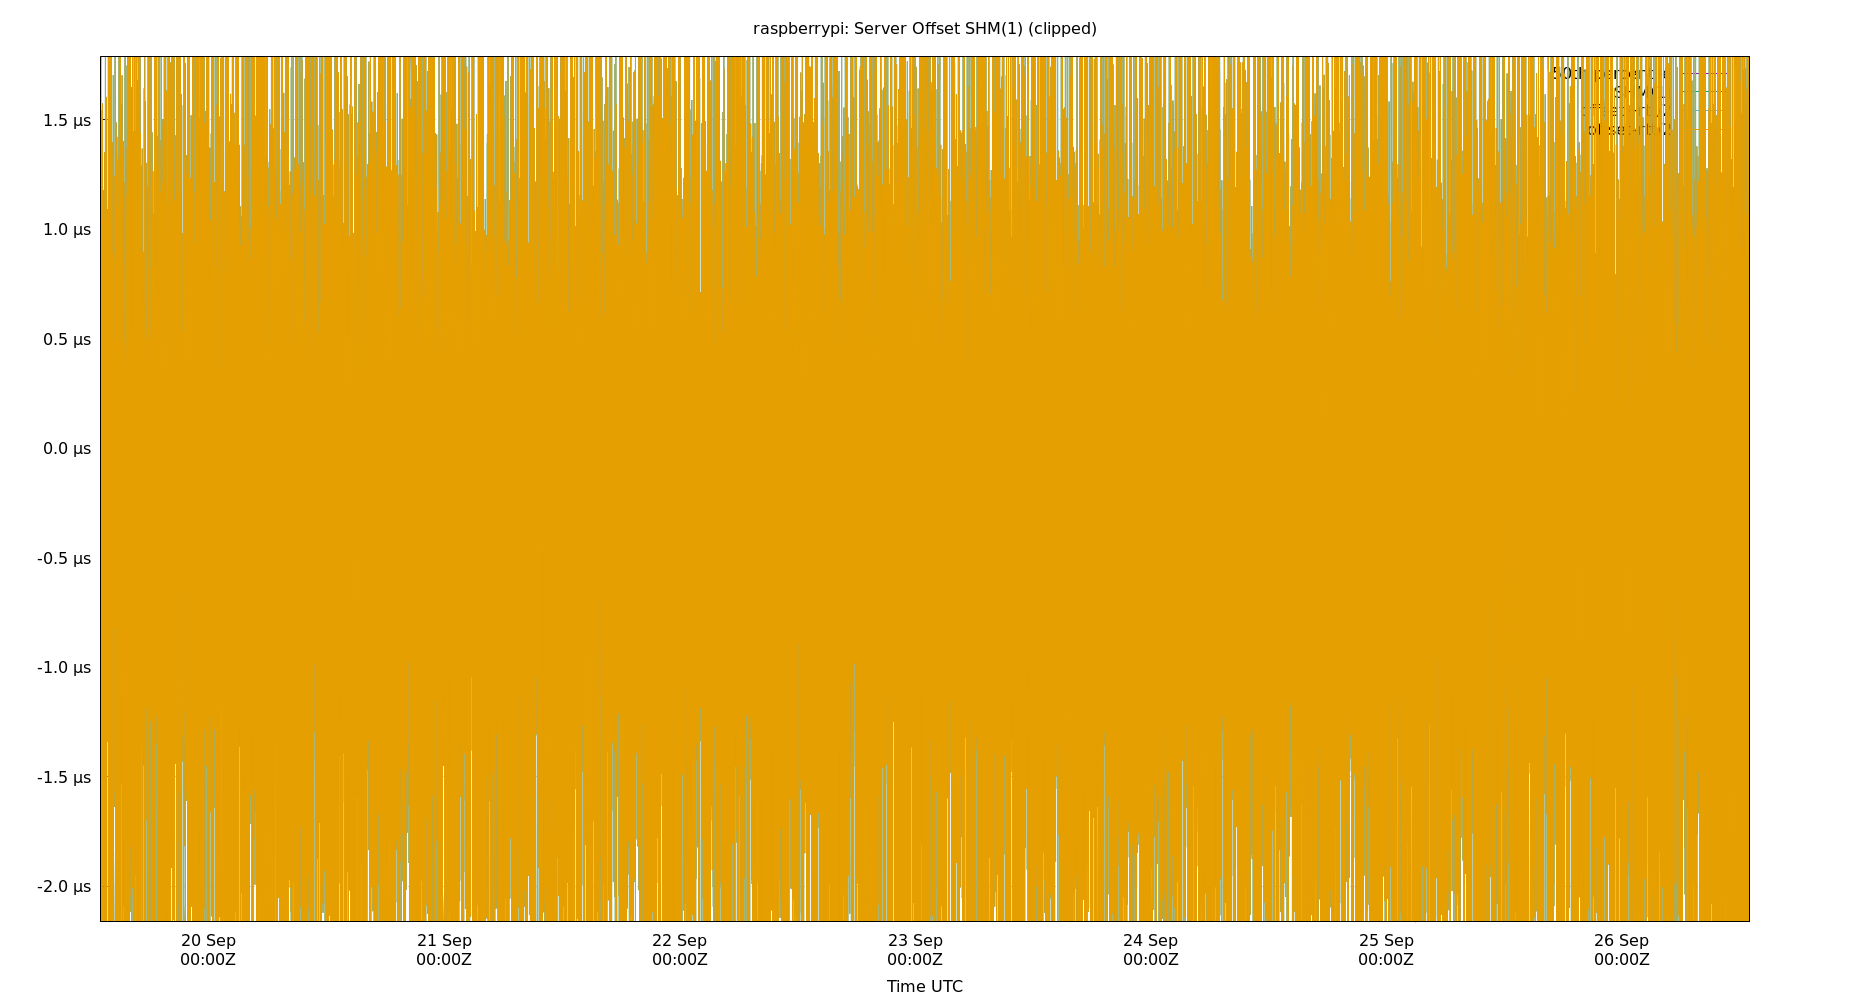 raspberrypi: Server Offset SHM(1) (clipped)
1.5 µs
1.0 µs
0.5 µs
0.0 µs
-0.5 µs
-1.0 µs
-1.5 µs
-2.0 µs
20 Sep 21 Sep 22 Sep 23 Sep 24 Sep 25 Sep 26 Sep
00:00Z 00:00Z 00:00Z 00:00Z 00:00Z 00:00Z 00:00Z
Time UTC